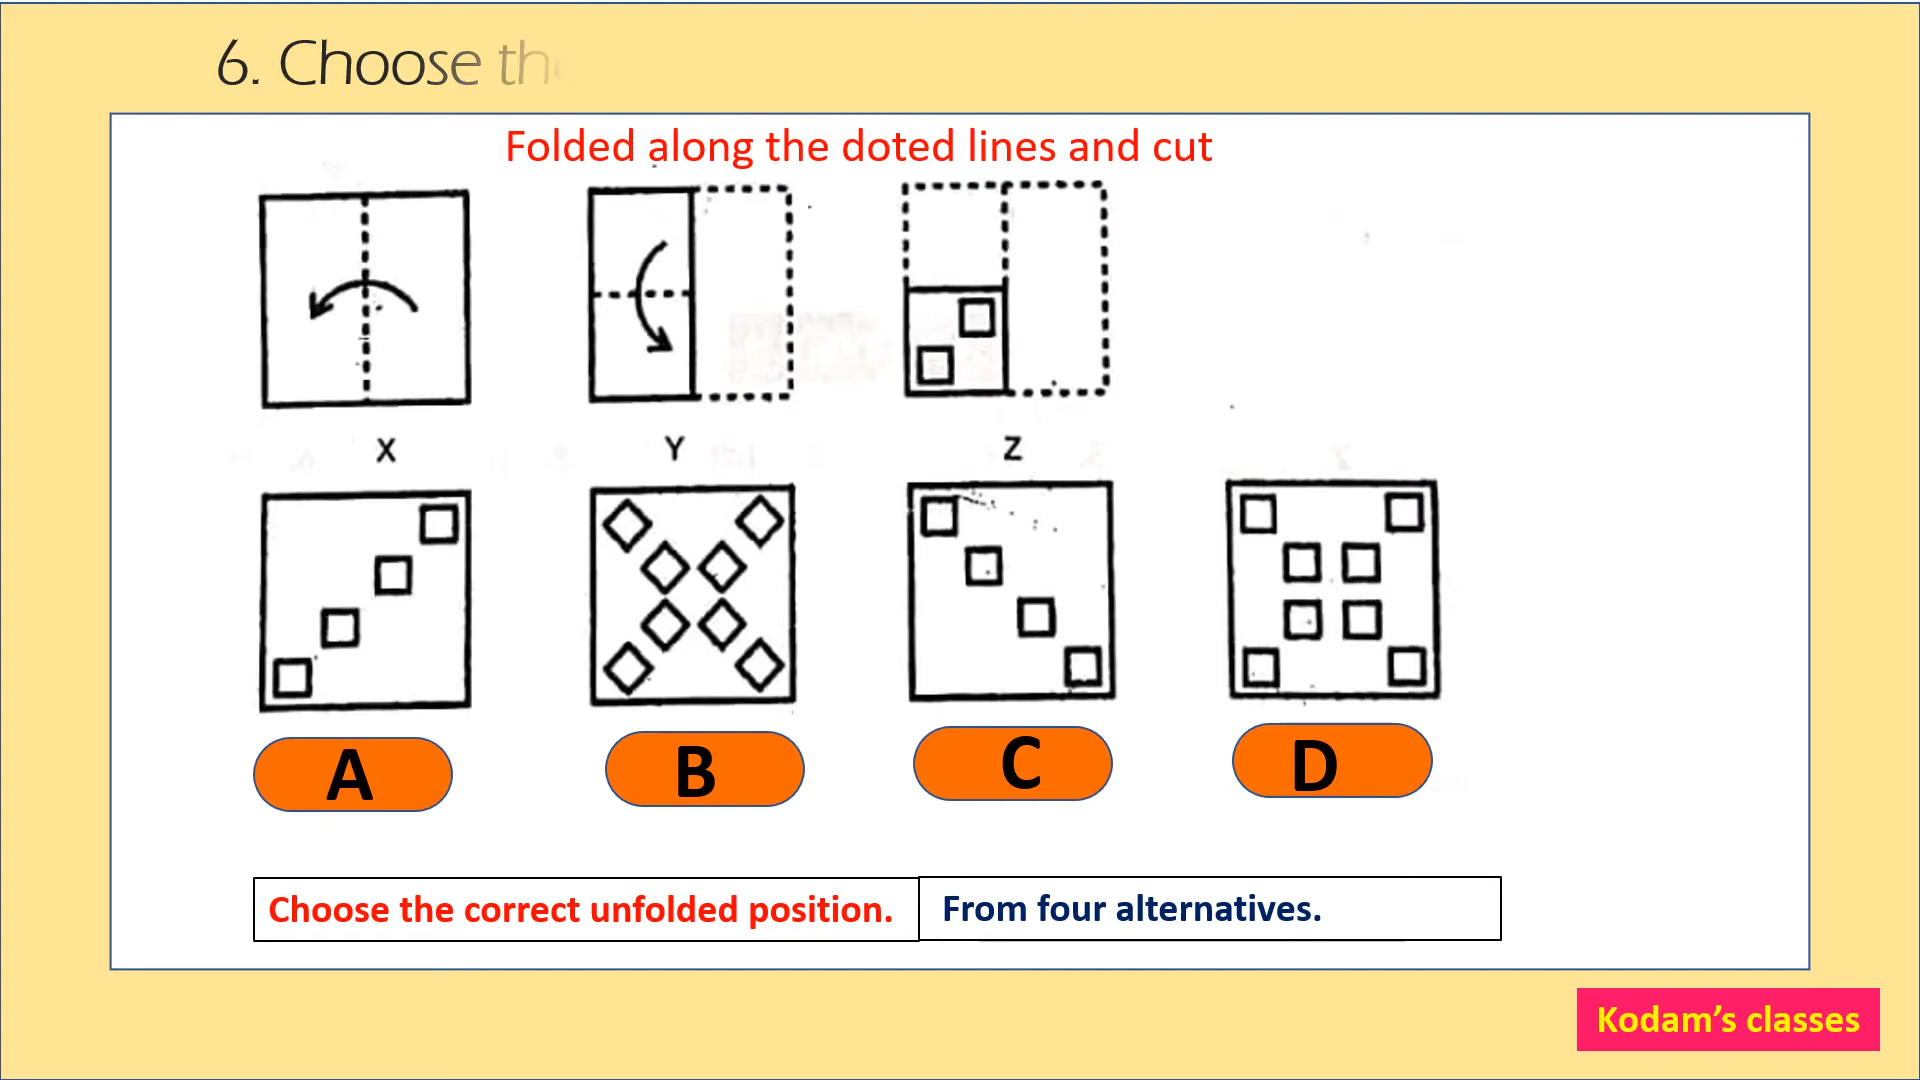 6. Choose th
Folded along the doted lines and cut
X Y Z
A B C D
Choose the correct unfolded position.
From four alternatives.
Kodam's classes